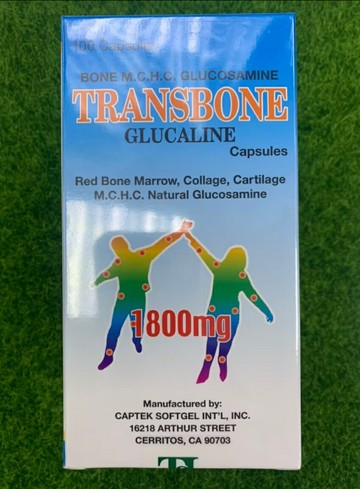 100 Capsules
BONE M.C.H.C. GLUCOSAMINE
TRANSBONE
GLUCALINE
Capsules
Red Bone Marrow, Collage, Cartilage
M.C.H.C. Natural Glucosamine
1800mg
Manufactured by:
CAPTEK SOFTGEL INT'L, INC.
16218 ARTHUR STREET
CERRITOS, CA 90703